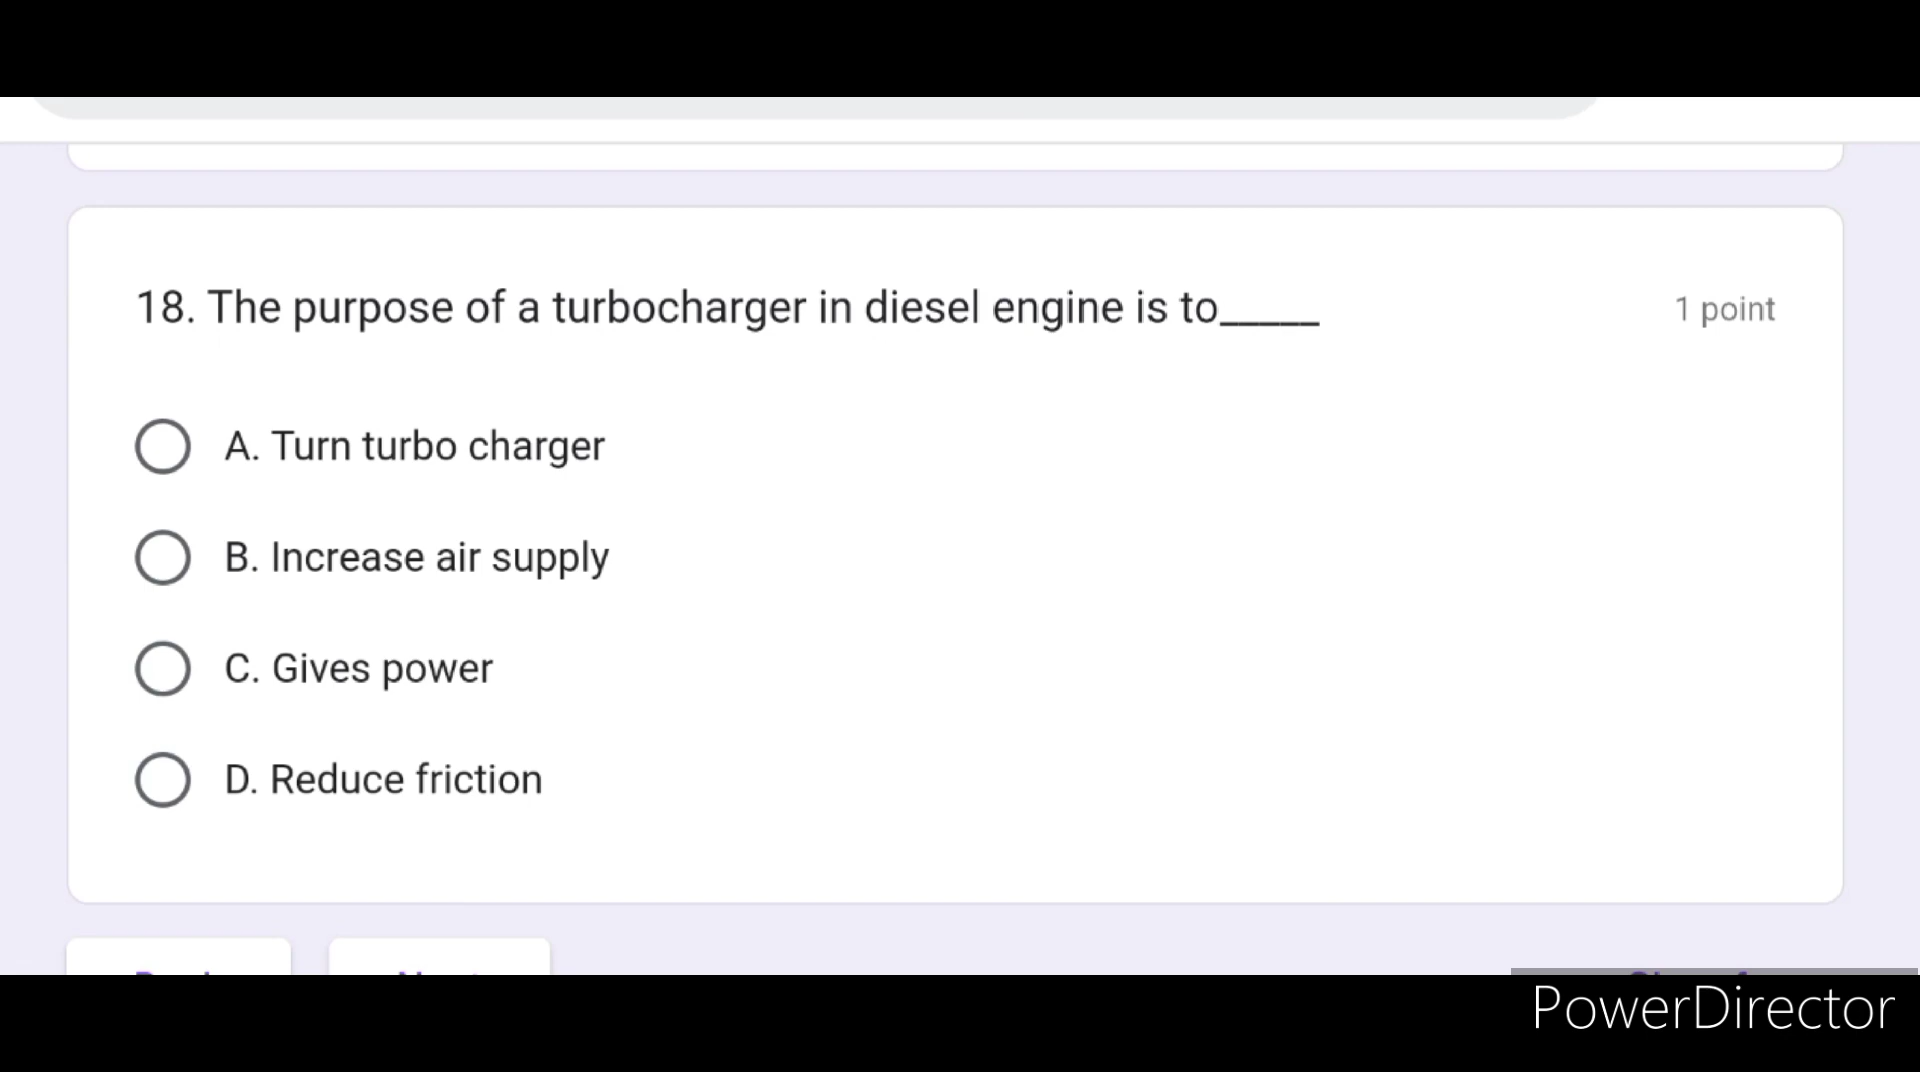 18. The purpose of a turbocharger in diesel engine is to_____
1 point
A. Turn turbo charger
B. Increase air supply
C. Gives power
D. Reduce friction
PowerDirector